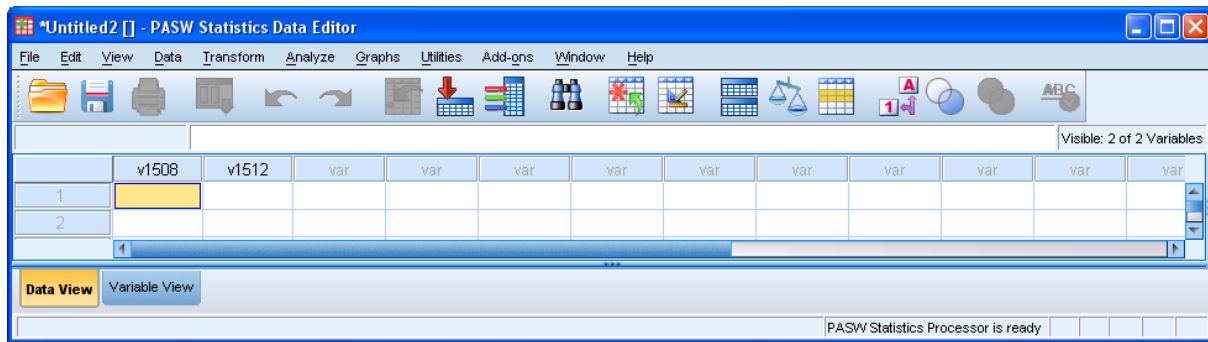 *Untitled2 [] - PASW Statistics Data Editor
File Edit View Data Transform Analyze Graphs Utilities Add-ons Window Help
A
1
ABC
Visible: 2 of 2 Variables
v1508 v1512 var var var var var var var var var var
1
2
Data View Variable View
PASW Statistics Processor is ready